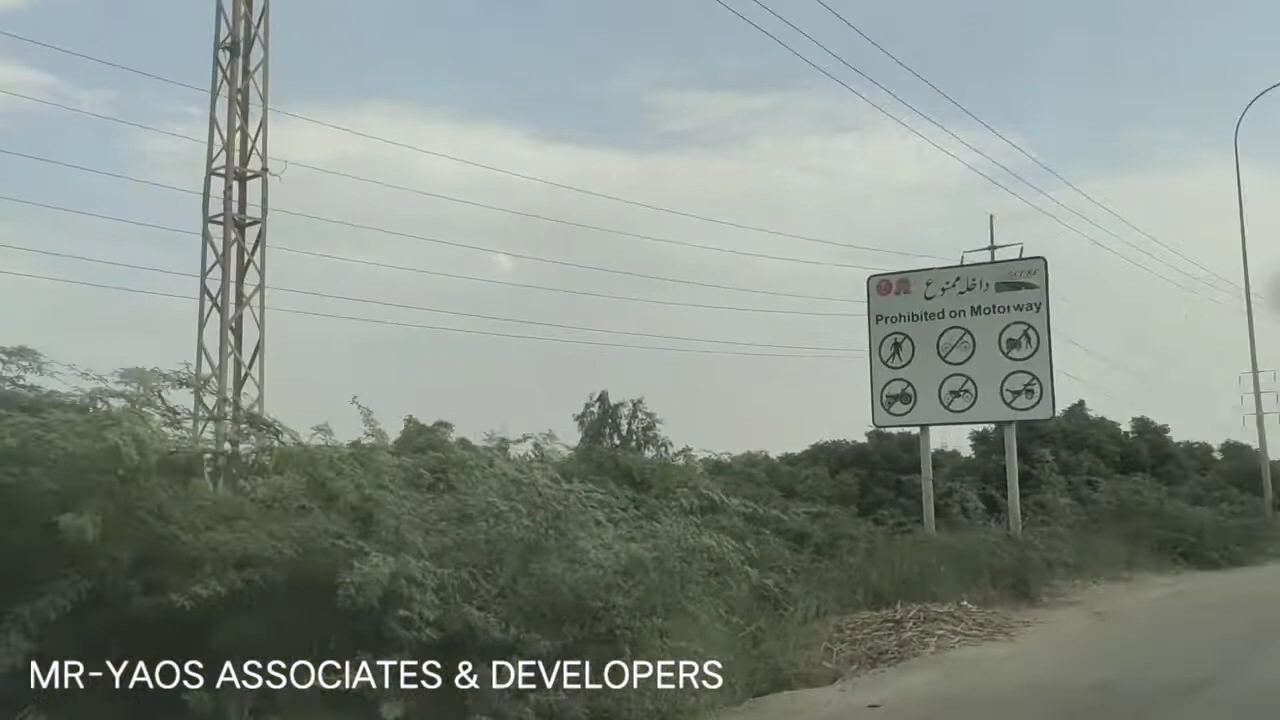 داخلہ ممنوع
Prohibited on Motorway
MR-YAOS ASSOCIATES & DEVELOPERS